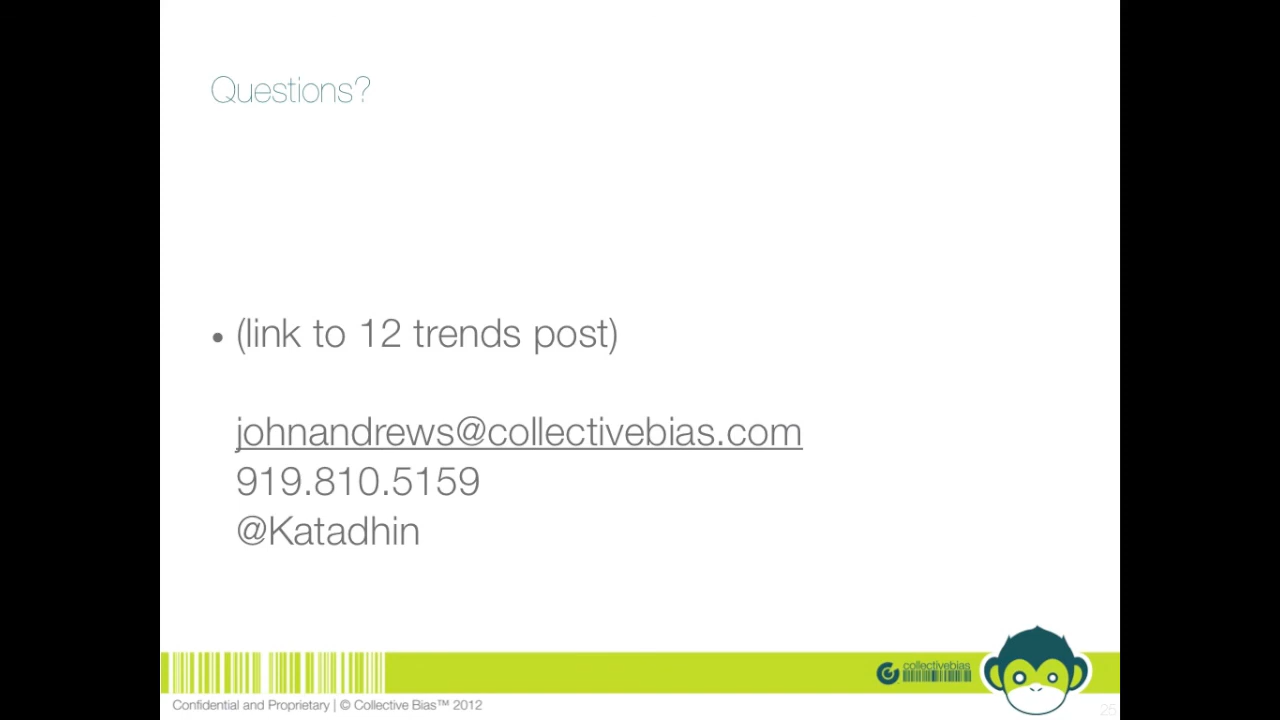 Questions?
• (link to 12 trends post)
johnandrews@collectivebias.com
919.810.5159
@Katadhin
collectivebias
Confidential and Proprietary | © Collective Bias™ 2012
25